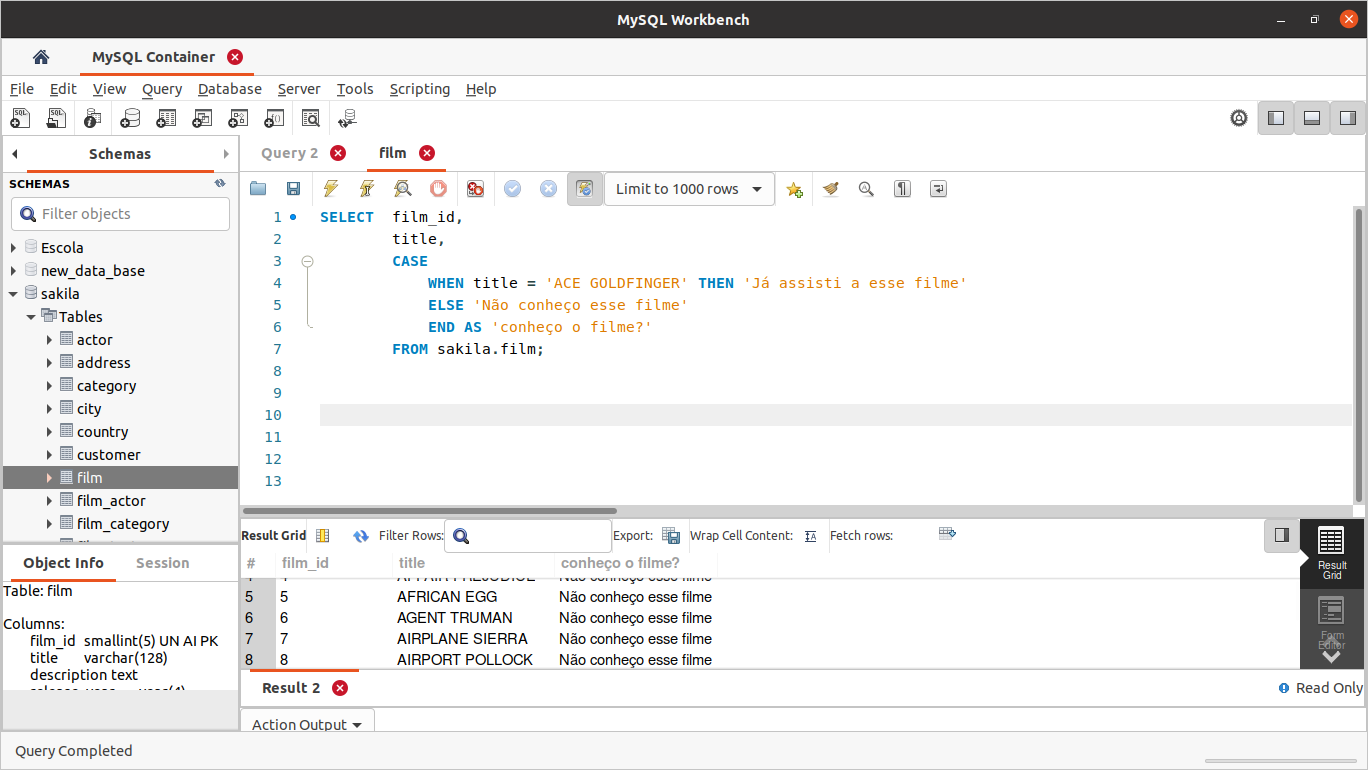 MySQL Workbench
MySQL Container
File Edit View Query Database Server Tools Scripting Help
Schemas
SCHEMAS
Filter objects
Escola
new_data_base
sakila
Tables
actor
address
category
city
country
customer
film
film_actor
film_category
Object Info Session
Table: film
Columns:
film_id smallint(5) UN AI PK
title varchar(128)
description text
Query 2 film
Limit to 1000 rows
1 SELECT film_id,
2 title,
3 CASE
4 WHEN title = 'ACE GOLDFINGER' THEN 'Já assisti a esse filme'
5 ELSE 'Não conheço esse filme'
6 END AS 'conheço o filme?'
7 FROM sakila.film;
8
9
10
11
12
13
Result Grid Filter Rows: Export: Wrap Cell Content: Fetch rows:
# film_id title conheço o filme?
4 4 AFFAIR PREJUDICE Não conheço esse filme
5 5 AFRICAN EGG Não conheço esse filme
6 6 AGENT TRUMAN Não conheço esse filme
7 7 AIRPLANE SIERRA Não conheço esse filme
8 8 AIRPORT POLLOCK Não conheço esse filme
Result
Grid
Form
Editor
Result 2
Read Only
Action Output
Query Completed